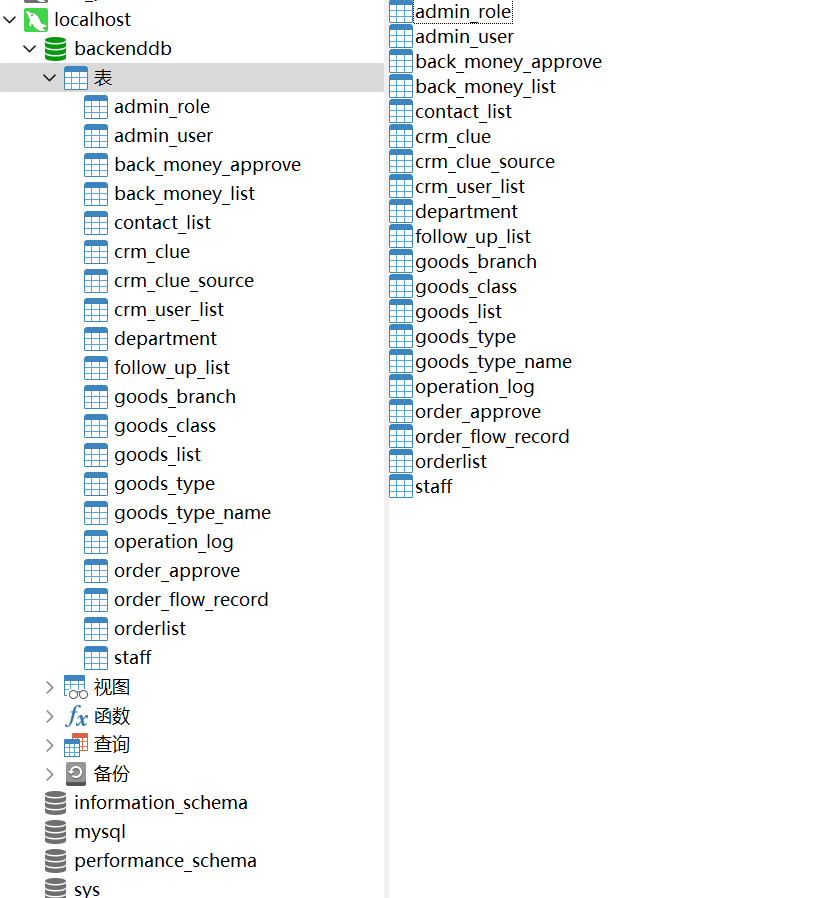 localhost
backenddb
表
admin_role
admin_user
back_money_approve
back_money_list
contact_list
crm_clue
crm_clue_source
crm_user_list
department
follow_up_list
goods_branch
goods_class
goods_list
goods_type
goods_type_name
operation_log
order_approve
order_flow_record
orderlist
staff
视图
fx 函数
查询
备份
information_schema
mysql
performance_schema
sys
admin_role
admin_user
back_money_approve
back_money_list
contact_list
crm_clue
crm_clue_source
crm_user_list
department
follow_up_list
goods_branch
goods_class
goods_list
goods_type
goods_type_name
operation_log
order_approve
order_flow_record
orderlist
staff